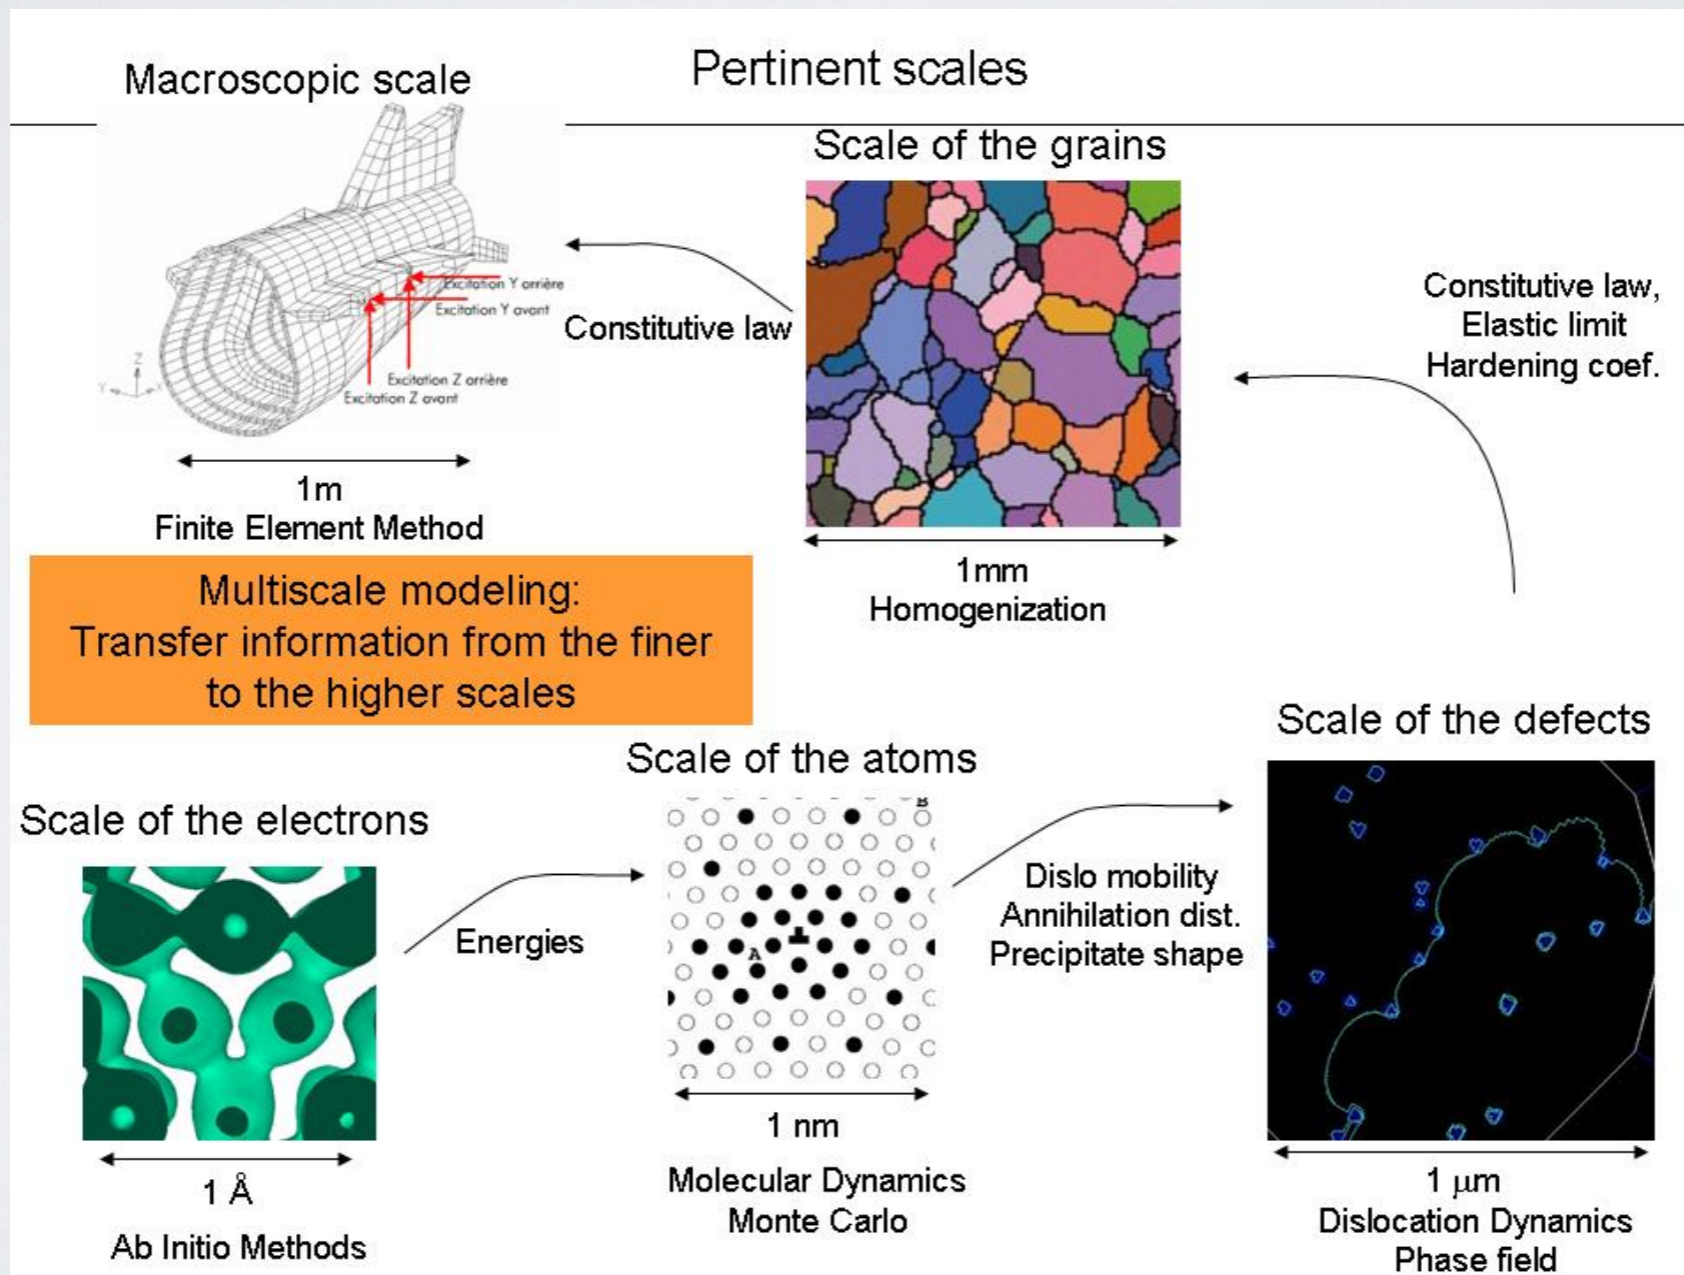 Pertinent scales
Macroscopic scale
Excitation Y arrière
Excitation Y avant
Excitation Z arrière
Excitation Z avant
Z
Y
1m
Finite Element Method
Constitutive law
Scale of the grains
1mm
Homogenization
Constitutive law,
Elastic limit
Hardening coef.
Multiscale modeling:
Transfer information from the finer
to the higher scales
Scale of the electrons
1 Å
Ab Initio Methods
Energies
Scale of the atoms
B
A
1 nm
Molecular Dynamics
Monte Carlo
Dislo mobility
Annihilation dist.
Precipitate shape
Scale of the defects
1 μm
Dislocation Dynamics
Phase field